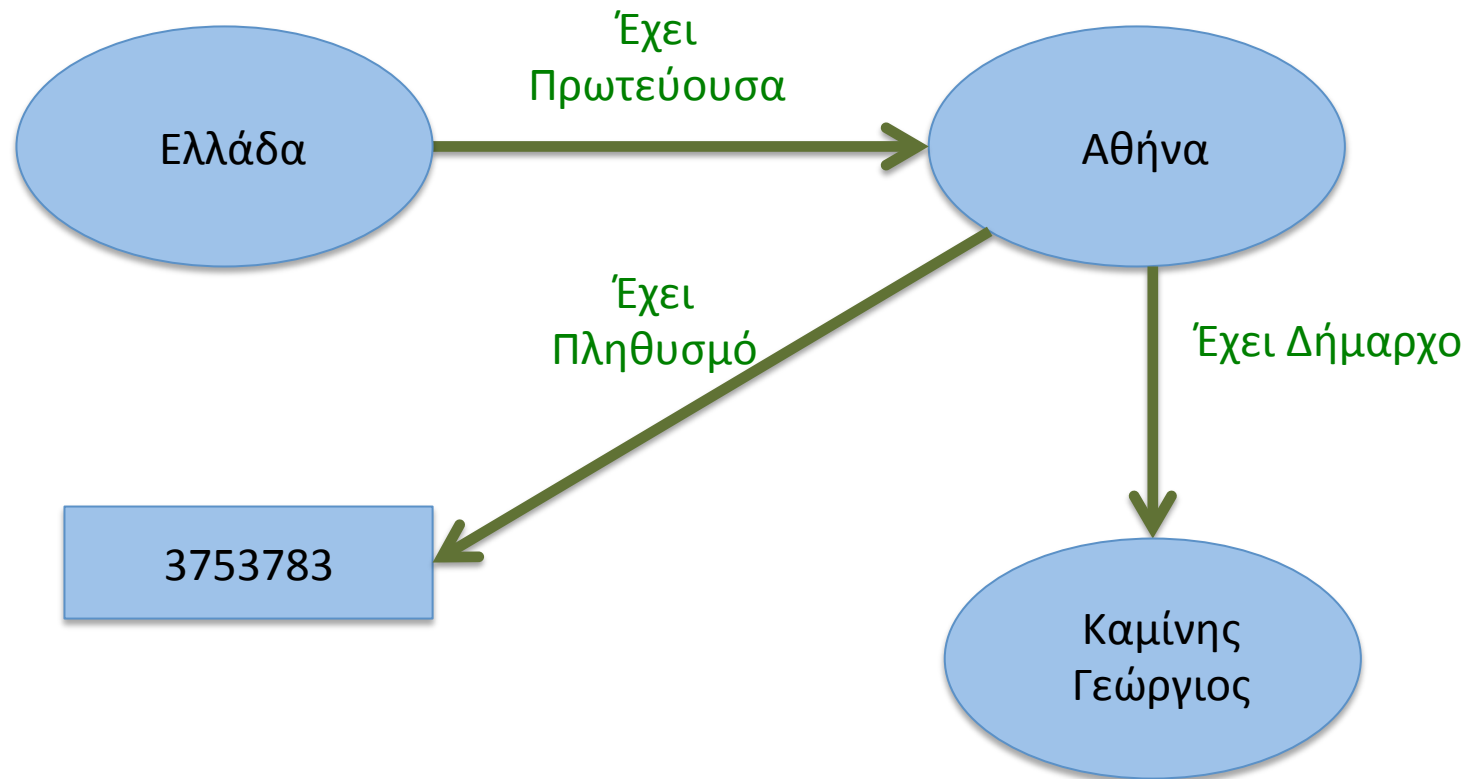 Έχει
Πρωτεύουσα
Ελλάδα
Αθήνα
Έχει
Πληθυσμό
Έχει Δήμαρχο
3753783
Καμίνης
Γεώργιος